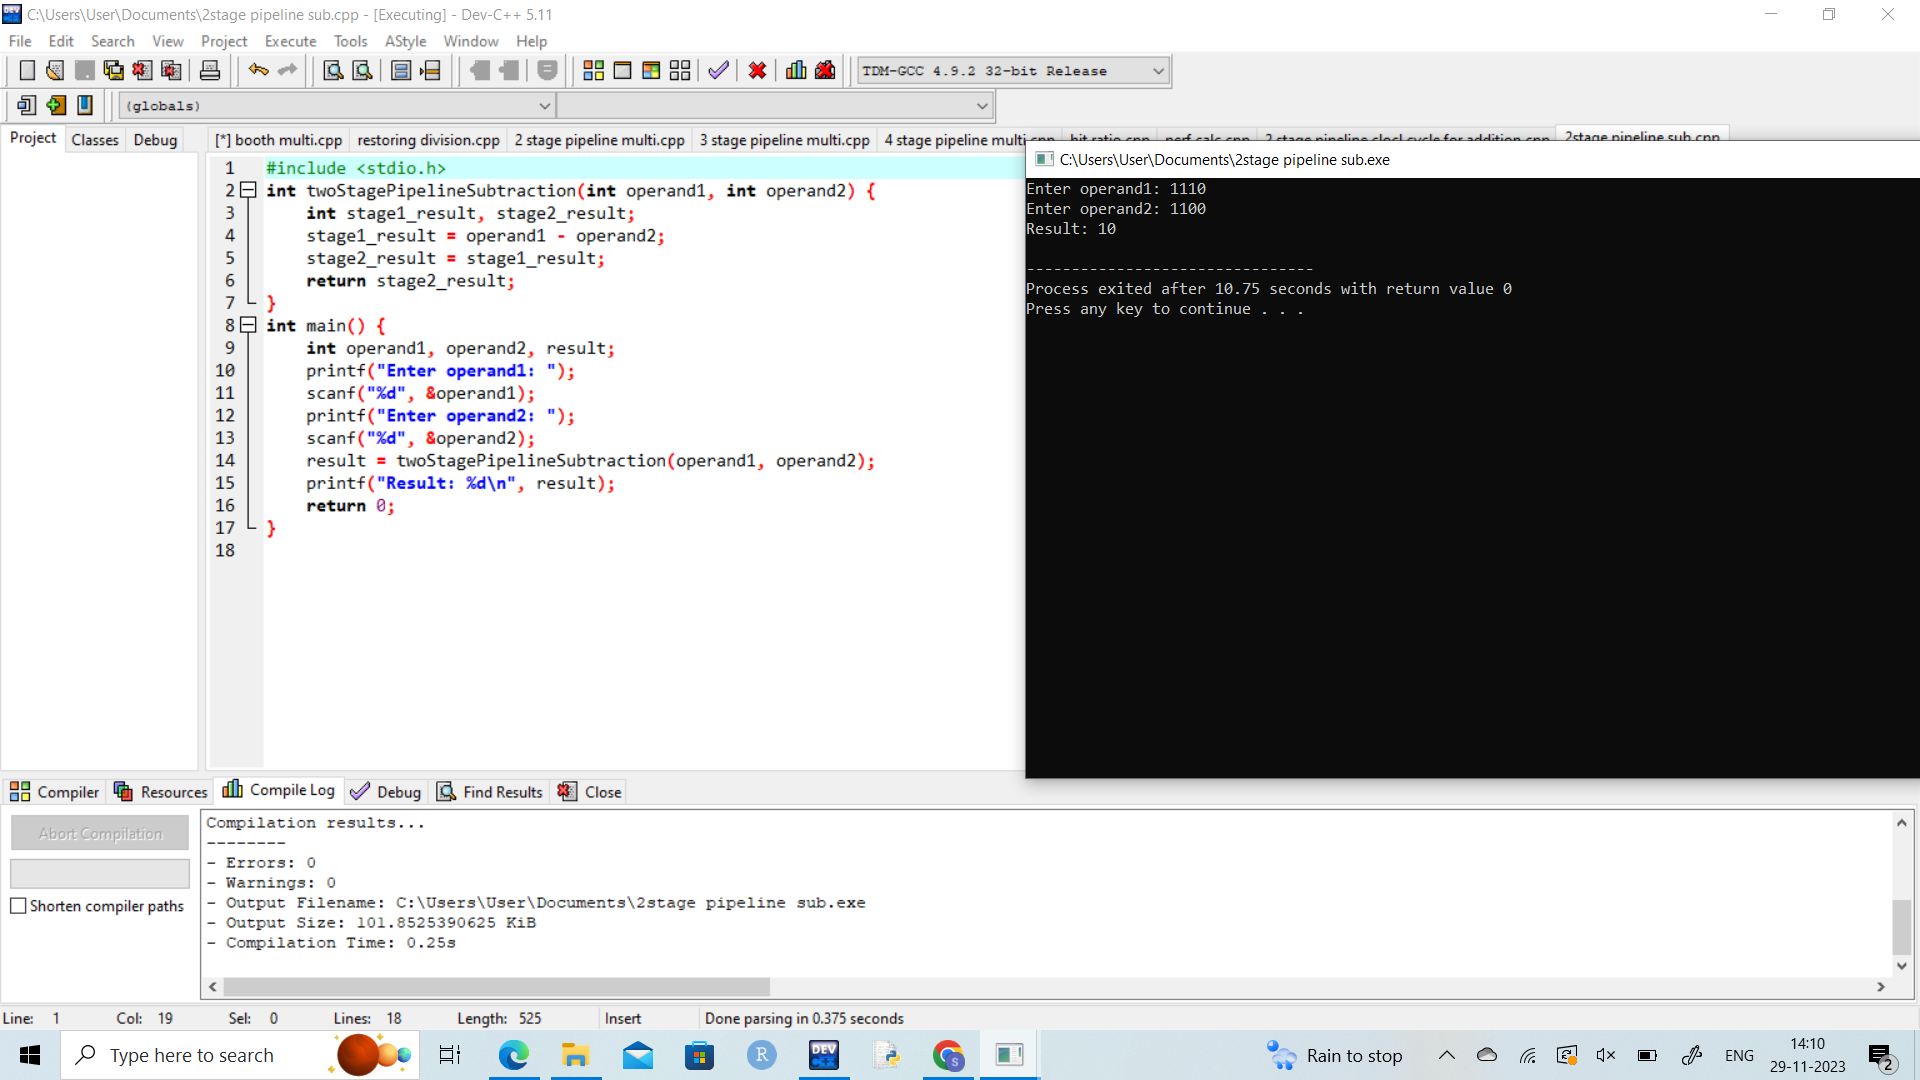 C:\Users\User\Documents\2stage pipeline sub.cpp - [Executing] - Dev-C++ 5.11
File Edit Search View Project Execute Tools AStyle Window Help
TDM-GCC 4.9.2 32-bit Release
(globals)
Project Classes Debug
[*] booth multi.cpp restoring division.cpp 2 stage pipeline multi.cpp 3 stage pipeline multi.cpp 4 stage pipeline multi.cpp hit ratio.cpp perf calc.cpp 2 stage pipeline clocl cycle for addition.cpp 2stage pipeline sub.cpp
1 #include <stdio.h>
2 int twoStagePipelineSubtraction(int operand1, int operand2) {
3 int stage1_result, stage2_result;
4 stage1_result = operand1 - operand2;
5 stage2_result = stage1_result;
6 return stage2_result;
7 }
8 int main() {
9 int operand1, operand2, result;
10 printf("Enter operand1: ");
11 scanf("%d", &operand1);
12 printf("Enter operand2: ");
13 scanf("%d", &operand2);
14 result = twoStagePipelineSubtraction(operand1, operand2);
15 printf("Result: %d\n", result);
16 return 0;
17 }
18
C:\Users\User\Documents\2stage pipeline sub.exe
Enter operand1: 1110
Enter operand2: 1100
Result: 10
--------------------------------
Process exited after 10.75 seconds with return value 0
Press any key to continue . . .
Compiler Resources Compile Log Debug Find Results Close
Abort Compilation
Shorten compiler paths
Compilation results...
--------
- Errors: 0
- Warnings: 0
- Output Filename: C:\Users\User\Documents\2stage pipeline sub.exe
- Output Size: 101.8525390625 KiB
- Compilation Time: 0.25s
Line: 1 Col: 19 Sel: 0 Lines: 18 Length: 525 Insert Done parsing in 0.375 seconds
Type here to search
R
DEV
S
Rain to stop
ENG
14:10
29-11-2023
2